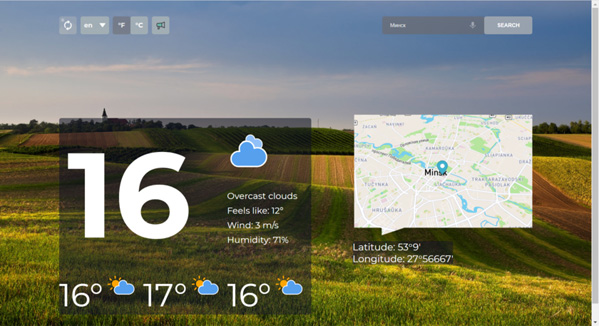 en
°F
°C
Минск
SEARCH
16
Overcast clouds
Feels like: 12°
Wind: 3 m/s
Humidity: 71%
16°
17°
16°
Minsk
Latitude: 53°9'
Longitude: 27°56667'